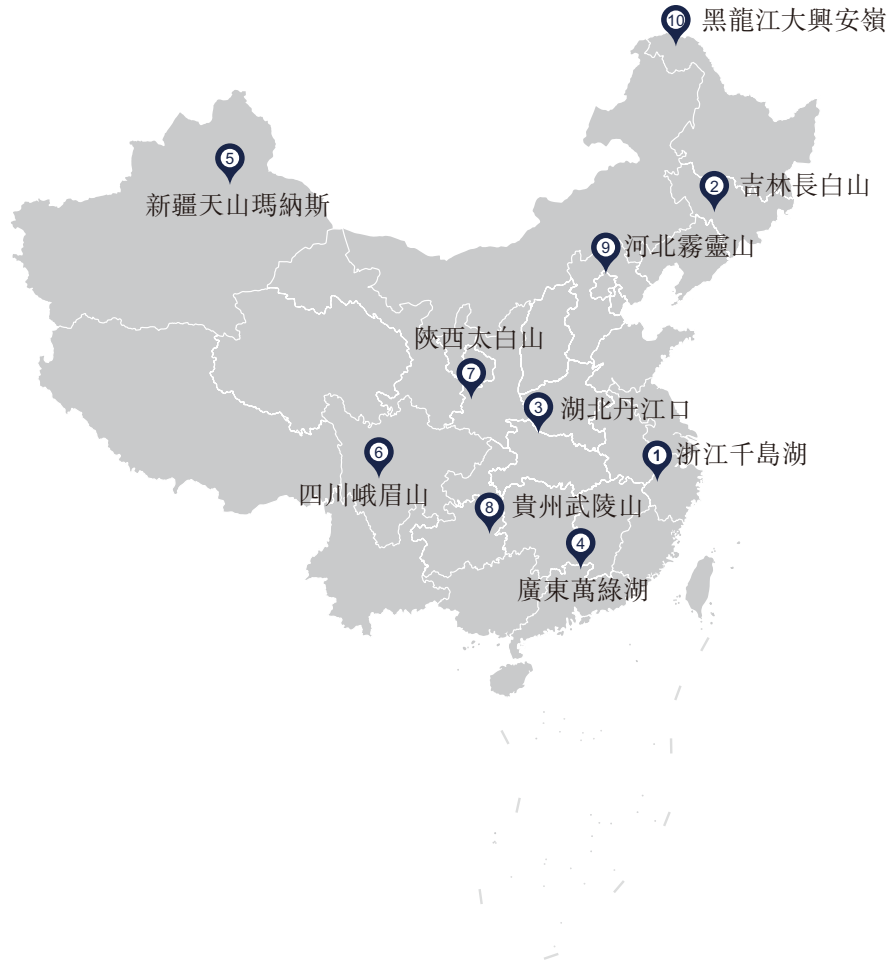 10 黑龍江大興安嶺
5
新疆天山瑪納斯
2 吉林長白山
9 河北霧靈山
陝西太白山
7
3 湖北丹江口
1 浙江千島湖
6
四川峨眉山
8 貴州武陵山
4
廣東萬綠湖